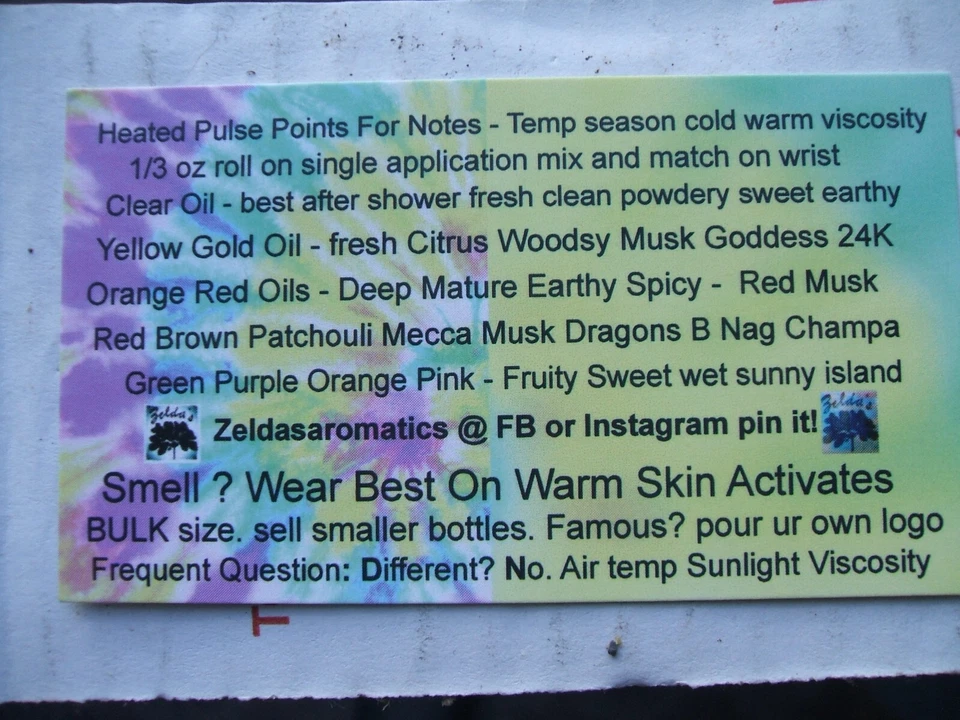 Heated Pulse Points For Notes - Temp season cold warm viscosity
1/3 oz roll on single application mix and match on wrist
Clear Oil - best after shower fresh clean powdery sweet earthy
Yellow Gold Oil - fresh Citrus Woodsy Musk Goddess 24K
Orange Red Oils - Deep Mature Earthy Spicy - Red Musk
Red Brown Patchouli Mecca Musk Dragons B Nag Champa
Green Purple Orange Pink - Fruity Sweet wet sunny island
Zelda's
Zeldasaromatics @ FB or Instagram pin it!
Zelda's
Smell ? Wear Best On Warm Skin Activates
BULK size. sell smaller bottles. Famous? pour ur own logo
Frequent Question: Different? No. Air temp Sunlight Viscosity
T